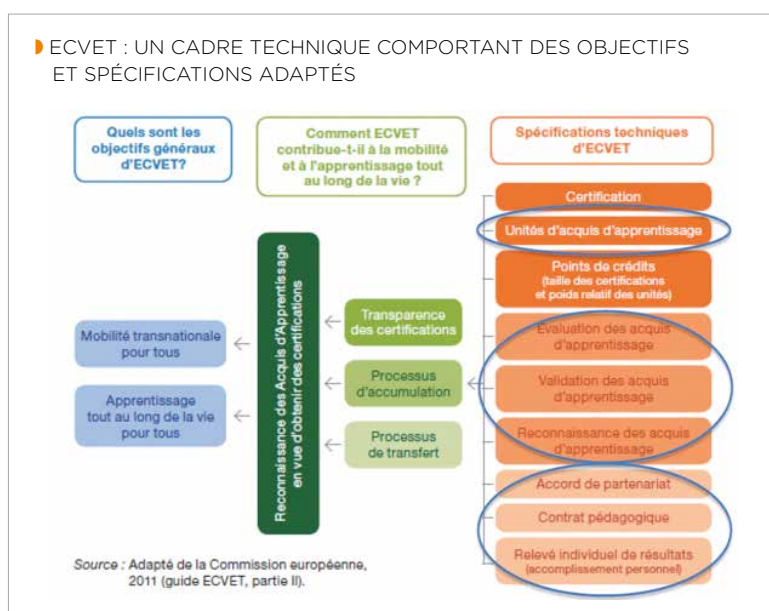 ECVET : UN CADRE TECHNIQUE COMPORTANT DES OBJECTIFS
ET SPÉCIFICATIONS ADAPTÉS
Quels sont les
objectifs généraux
d'ECVET?
Comment ECVET
contribue-t-il à la mobilité
et à l'apprentissage tout
au long de la vie ?
Spécifications techniques
d'ECVET
Mobilité transnationale
pour tous
Apprentissage
tout au long de la vie
pour tous
Reconnaissance des Acquis d'Apprentissage
en vue d'obtenir des certifications
Transparence
des certifications
Processus
d'accumulation
Processus
de transfert
Certification
Unités d'acquis d'apprentissage
Points de crédits
(taille des certifications
et poids relatif des unités)
Evaluation des acquis
d'apprentissage
Validation des acquis
d'apprentissage
Reconnaissance des acquis
d'apprentissage
Accord de partenariat
Contrat pédagogique
Relevé individuel de résultats
(accomplissement personnel)
Source : Adapté de la Commission européenne,
2011 (guide ECVET, partie II).